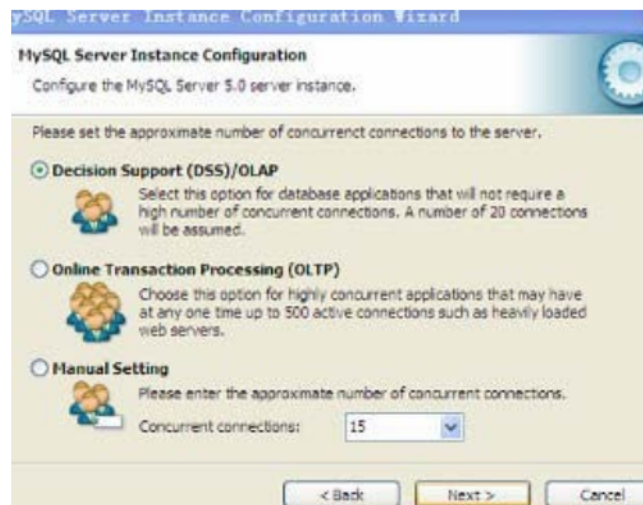 ySQL Server Instance Configuration Wizard
MySQL Server Instance Configuration
Configure the MySQL Server 5.0 server instance.
Please set the approximate number of concurrenct connections to the server.
Decision Support (DSS)/OLAP
Select this option for database applications that will not require a
high number of concurrent connections. A number of 20 connections
will be assumed.
Online Transaction Processing (OLTP)
Choose this option for highly concurrent applications that may have
at any one time up to 500 active connections such as heavily loaded
web servers.
Manual Setting
Please enter the approximate number of concurrent connections.
Concurrent connections: 15
< Back Next > Cancel